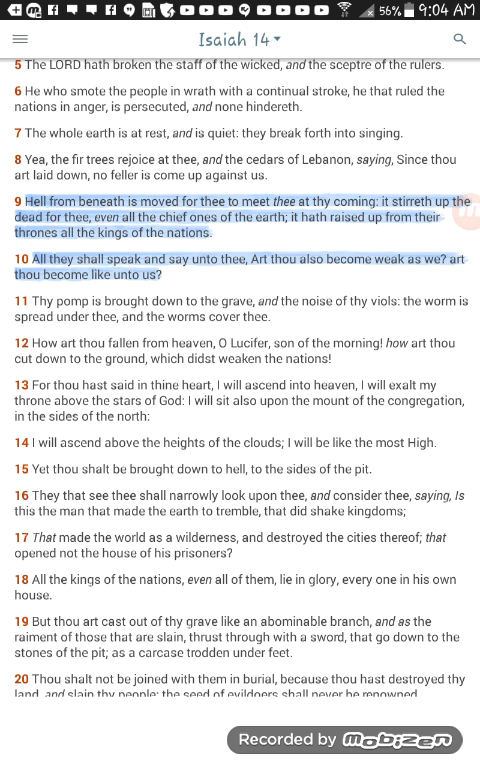 56% 9:04 AM
Isaiah 14
5 The LORD hath broken the staff of the wicked, and the sceptre of the rulers.
6 He who smote the people in wrath with a continual stroke, he that ruled the
nations in anger, is persecuted, and none hindereth.
7 The whole earth is at rest, and is quiet: they break forth into singing.
8 Yea, the fir trees rejoice at thee, and the cedars of Lebanon, saying, Since thou
art laid down, no feller is come up against us.
9 Hell from beneath is moved for thee to meet thee at thy coming: it stirreth up the
dead for thee, even all the chief ones of the earth; it hath raised up from their
thrones all the kings of the nations.
10 All they shall speak and say unto thee, Art thou also become weak as we? art
thou become like unto us?
11 Thy pomp is brought down to the grave, and the noise of thy viols: the worm is
spread under thee, and the worms cover thee.
12 How art thou fallen from heaven, O Lucifer, son of the morning! how art thou
cut down to the ground, which didst weaken the nations!
13 For thou hast said in thine heart, I will ascend into heaven, I will exalt my
throne above the stars of God: I will sit also upon the mount of the congregation,
in the sides of the north:
14 I will ascend above the heights of the clouds; I will be like the most High.
15 Yet thou shalt be brought down to hell, to the sides of the pit.
16 They that see thee shall narrowly look upon thee, and consider thee, saying, Is
this the man that made the earth to tremble, that did shake kingdoms;
17 That made the world as a wilderness, and destroyed the cities thereof; that
opened not the house of his prisoners?
18 All the kings of the nations, even all of them, lie in glory, every one in his own
house.
19 But thou art cast out of thy grave like an abominable branch, and as the
raiment of those that are slain, thrust through with a sword, that go down to the
stones of the pit; as a carcase trodden under feet.
20 Thou shalt not be joined with them in burial, because thou hast destroyed thy
land, and slain thy people: the seed of evildoers shall never be renowned.
Recorded by mobizen